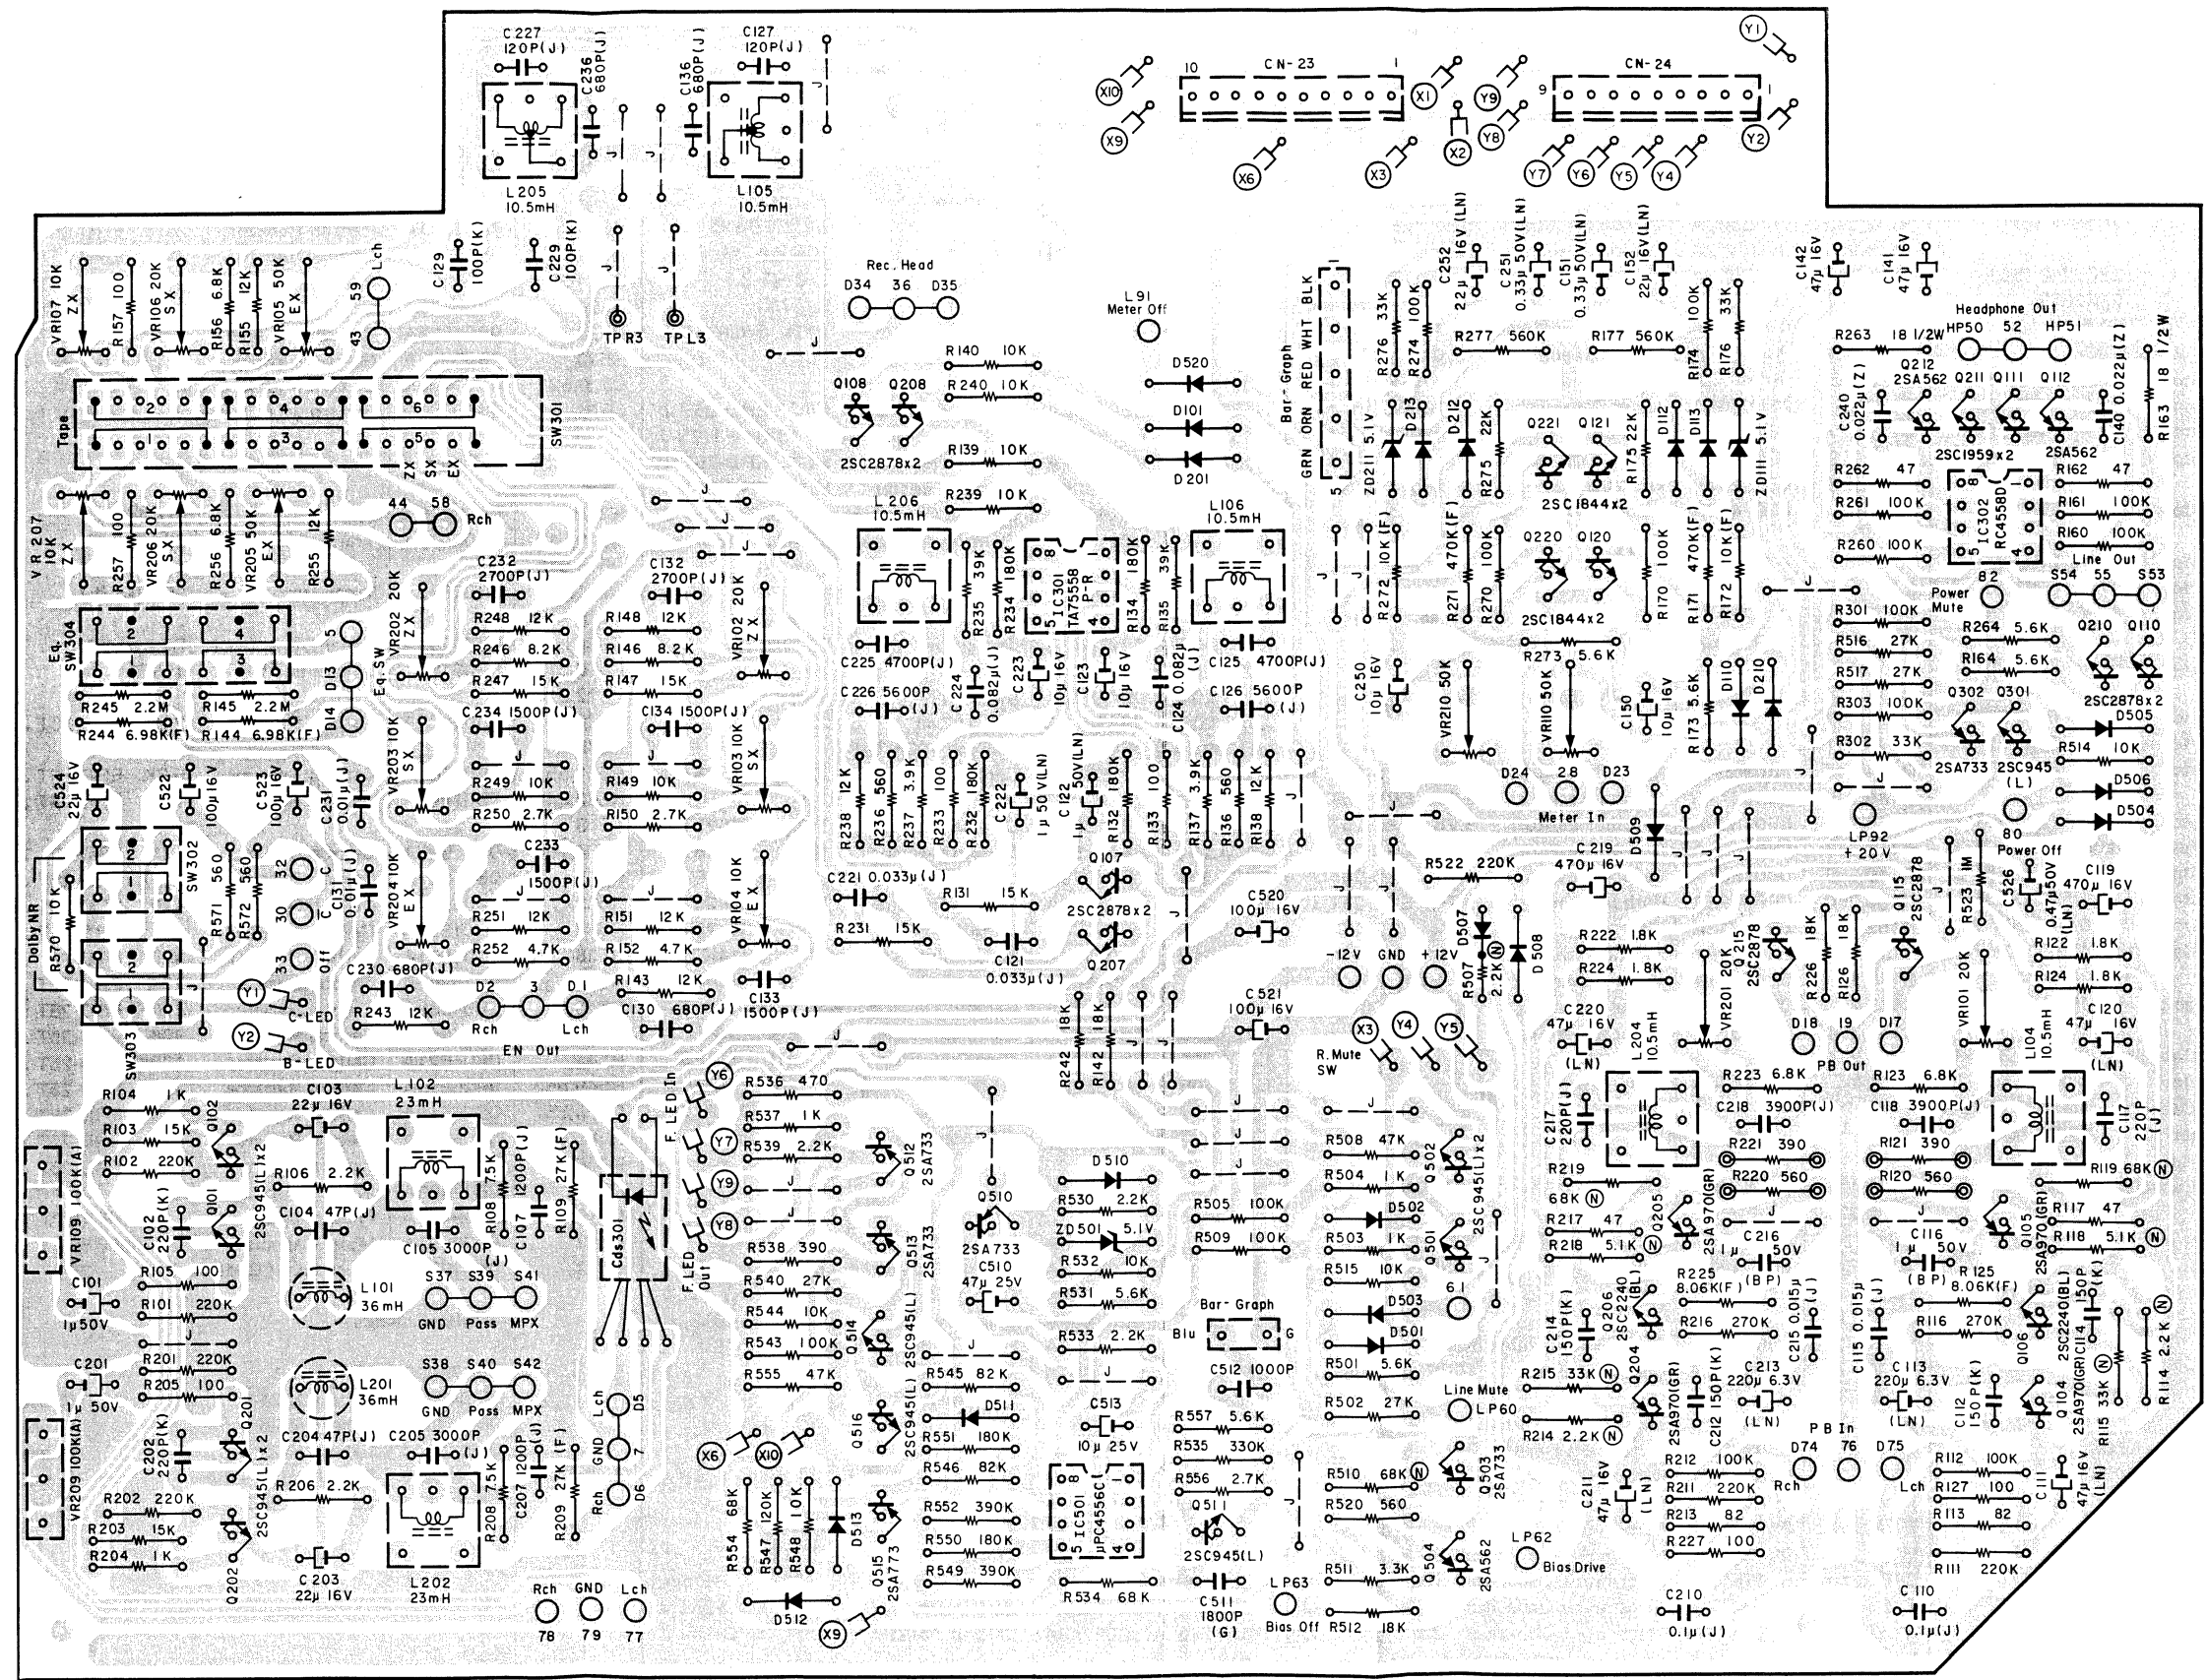 C227
120P(J)
C236
680P(J)
C136
680P(J)
C127
120P(J)
J
L205
10.5mH
J
J
L105
10.5mH
X10
X9
10
CN-23
1
X6
X3
X1
X2
Y9
Y8
9
CN-24
1
Y1
Y2
Y7
Y6
Y5
Y4
VR107 10K
ZX
R157 100
VR106 20K
SX
R156 6.8K
R155 12K
VR105 50K
EX
59
Lch
43
C129
100P(K)
C229
100P(K)
J
J
TPR3
TPL3
Rec. Head
D34
36
D35
L91
Meter Off
Bar-Graph
GRN ORN RED WHT BLK
1
5
R276 33K
R274 100K
C252
22µ 16V(LN)
C251
0.33µ 50V(LN)
C151
0.33µ 50V(LN)
C152
22µ 16V(LN)
R277 560K
R177 560K
R174 100K
R176 33K
C142
47µ 16V
C141
47µ 16V
Headphone Out
HP50
52
HP51
R263 18 1/2W
R163 18 1/2W
J
R140 10K
R240 10K
Q108
Q208
2SC2878x2
R139 10K
R239 10K
D520
D101
D201
Tape
2
4
6
1
3
5
ZX
SX
EX
SW301
ZD211 5.1V
D213
D212
R275 22K
Q221
Q121
2SC1844x2
R175 22K
D112
D113
ZD111 5.1V
C240
0.022µ(Z)
Q212
2SA562
Q211
Q111
Q112
2SC1959x2
2SA562
C140 0.022µ(Z)
R262 47
R261 100K
R260 100K
IC302
RC4558D
8
1
5
4
R162 47
R161 100K
R160 100K
Line Out
S54
55
S53
82
Power
Mute
VR 207
10K
ZX
R257 100
VR206 20K
SX
R256 6.8K
VR205 50K
EX
R255 12K
44
58
Rch
J
J
J
L206
10.5mH
R235 39K
R234 180K
IC301
TA75558
P-R
8
1
5
4
R134 180K
R135 39K
L106
10.5mH
J
J
R272 10K(F)
R271 470K(F)
R270 100K
Q220
Q120
2SC1844x2
R170 100K
R171 470K(F)
R172 10K(F)
J
Eq.
SW304
2
4
1
3
5
D13
D14
Eq. SW
R245 2.2M
R145 2.2M
R244 6.98K(F)
R144 6.98K(F)
VR202 20K
ZX
C232
2700P(J)
C132
2700P(J)
R248 12K
R246 8.2K
R247 15K
C234 1500P(J)
R148 12K
R146 8.2K
R147 15K
C134 1500P(J)
VR102 20K
ZX
C225 4700P(J)
C226 5600P
(J)
C224
0.082µ(J)
C223
10µ 16V
C123
10µ 16V
C124 0.082µ
(J)
C125 4700P(J)
C126 5600P
(J)
C250
10µ 16V
R273 5.6K
VR210 50K
VR110 50K
C150
10µ 16V
R173 5.6K
D110
D210
R301 100K
R516 27K
R517 27K
R303 100K
R302 33K
J
R264 5.6K
R164 5.6K
Q210
Q110
2SC2878x2
Q302
Q301
2SA733
2SC945
(L)
D505
R514 10K
D506
D504
C524
22µ 16V
C522
100µ16V
C523
100µ 16V
C231
0.01µ(J)
VR203 10K
SX
J
R249 10K
R250 2.7K
C233
1500P(J)
J
R149 10K
R150 2.7K
VR103 10K
SX
R238 12K
R236 560
R237 3.9K
R233 100
R232 180K
C222
1µ 50V(LN)
C122
1µ 50V(LN)
R132 180K
R133 100
R137 3.9K
R136 560
R138 12K
J
J
D24
28
D23
Meter In
D509
J
J
J
J
LP92
+20V
80
Power Off
Dolby NR
R570 10K
2
1
SW302
2
1
SW303
R571 560
R572 560
J
32
C
30
C
33
Off
C131
0.01µ(J)
VR204 10K
EX
J
R251 12K
R252 4.7K
J
R151 12K
R152 4.7K
VR104 10K
EX
Q107
2SC2878x2
Q207
C221 0.033µ(J)
R231 15K
R131 15K
C121
0.033µ(J)
J
C520
100µ 16V
R522 220K
C219
470µ 16V
D507
R507
2.2K N
D508
R222 1.8K
R224 1.8K
Q215
2SC2878
R226 18K
R126 18K
Q115
2SC2878
J
R523 1M
C526
0.47µ50V
(LN)
C119
470µ 16V
R122 1.8K
R124 1.8K
-12V
GND
+12V
Y1
C-LED
Y2
B-LED
C230 680P(J)
R243 12K
D2
3
D1
Rch
Lch
EN Out
R143 12K
C130 680P(J)
C133
1500P(J)
J
R242 18K
R142 18K
J
J
C521
100µ 16V
X3
Y4
Y5
R. Mute
SW
C220
47µ 16V
(LN)
L204
10.5mH
VR201 20K
D18
19
D17
PB Out
VR101 20K
L104
10.5mH
C120
47µ 16V
(LN)
R104 1K
R103 15K
R102 220K
Q102
C103
22µ 16V
L102
23mH
R106 2.2K
C104 47P(J)
C105 3000P
(J)
R108 7.5K
C107 1200P(J)
R109 27K(F)
F. LED In
Y6
Y7
Y9
Y8
F. LED
Out
Cds301
R536 470
R537 1K
R539 2.2K
J
J
R538 390
R540 27K
R544 10K
R543 100K
R555 47K
Q512
2SA733
Q513
2SA733
Q514
2SC945(L)
J
Q510
2SA733
C510
47µ 25V
J
R545 82K
D510
R530 2.2K
ZD501 5.1V
R532 10K
R531 5.6K
R533 2.2K
J
J
J
J
R505 100K
R509 100K
Bar-Graph
Blu
G
C512 1000P
J
R508 47K
R504 1K
D502
R503 1K
R515 10K
D503
D501
R501 5.6K
R502 27K
Q502
2SC945(L)x2
Q501
J
61
Line Mute
LP60
C217
220P(J)
R219
68K N
R217 47
R218 5.1K N
Q205
2SA970(GR)
R223 6.8K
C218 3900P(J)
R221 390
R220 560
J
C216
1µ 50V
(BP)
R225
8.06K(F)
R216 270K
Q206
2SC2240
(BL)
C214
150P(K)
C215 0.015µ
(J)
R123 6.8K
C118 3900P(J)
R121 390
R120 560
J
C116
1µ 50V
(BP)
R125
8.06K(F)
R116 270K
C115 0.015µ
(J)
C117
220P
(J)
R119 68K N
R117 47
R118 5.1K N
Q105
2SA970(GR)
Q106
2SC2240(BL)
C114 150P(K)
R115 33K N
R114 2.2K N
VR109 100K(A)
C102
220P(K)
Q101
2SC945(L)x2
C101
1µ50V
R105 100
R101 220K
J
R201 220K
R205 100
C201
1µ 50V
L101
36mH
L201
36mH
S37
S39
S41
GND Pass MPX
S38
S40
S42
GND Pass MPX
VR209 100K(A)
C202
220P(K)
Q201
2SC945(L)x2
Q202
C204 47P(J)
C205 3000P
(J)
R206 2.2K
R202 220K
R203 15K
R204 1K
C203
22µ 16V
L202
23mH
R208 7.5K
C207 1200P
(J)
R209 27K(F)
Lch
D5
GND
7
Rch
D6
Rch
GND
Lch
78
79
77
X6
X10
R554 68K
R547 120K
R548 10K
D513
D512
X9
Q516
2SC945(L)
Q515
2SA773
D511
R551 180K
R546 82K
R552 390K
R550 180K
R549 390K
C513
10µ 25V
IC501
µPC4556C
8
1
5
4
R534 68K
R557 5.6K
R535 330K
R556 2.7K
Q511
2SC945(L)
C511
1800P
(G)
J
LP63
Bias Off
R510 68K N
R520 560
R511 3.3K
R512 18K
Q503
2SA733
Q504
2SA562
LP62
Bias Drive
R215 33K N
R214 2.2K N
Q204
2SA970(GR)
C212 150P(K)
C213
220µ 6.3V
(LN)
C211
47µ 16V
(LN)
R212 100K
R211 220K
R213 82
R227 100
C210
0.1µ(J)
PB In
D74
76
D75
Rch
Lch
C113
220µ 6.3V
(LN)
C112
150P(K)
Q104
2SA970(GR)
R112 100K
R127 100
R113 82
R111 220K
C111
47µ 16V
(LN)
C110
0.1µ(J)